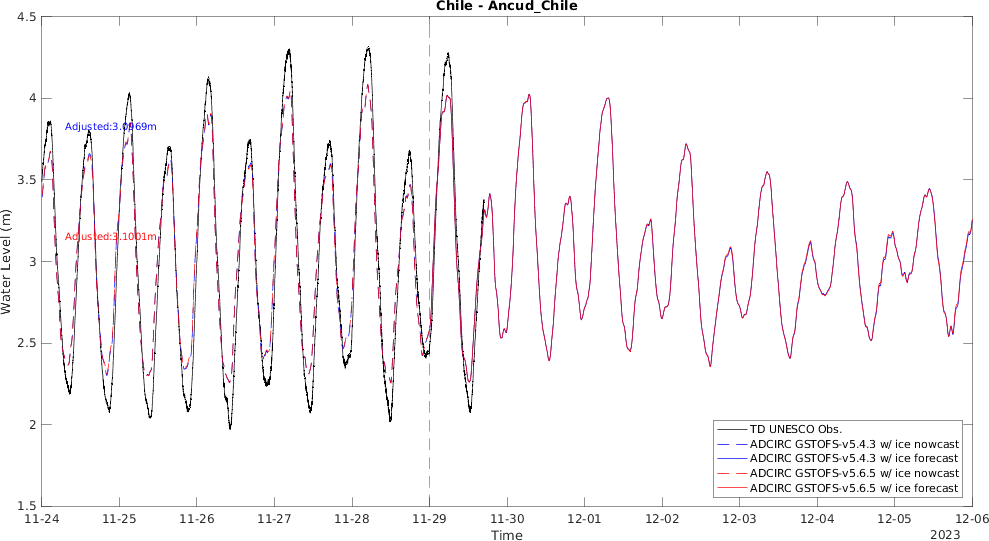 Chile - Ancud_Chile
4.5
4
3.5
3
2.5
2
1.5
Water Level (m)
Adjusted:3.0969m
Adjusted:3.1001m
TD UNESCO Obs.
ADCIRC GSTOFS-v5.4.3 w/ ice nowcast
ADCIRC GSTOFS-v5.4.3 w/ ice forecast
ADCIRC GSTOFS-v5.6.5 w/ ice nowcast
ADCIRC GSTOFS-v5.6.5 w/ ice forecast
11-24 11-25 11-26 11-27 11-28 11-29 11-30 12-01 12-02 12-03 12-04 12-05 12-06
Time
2023